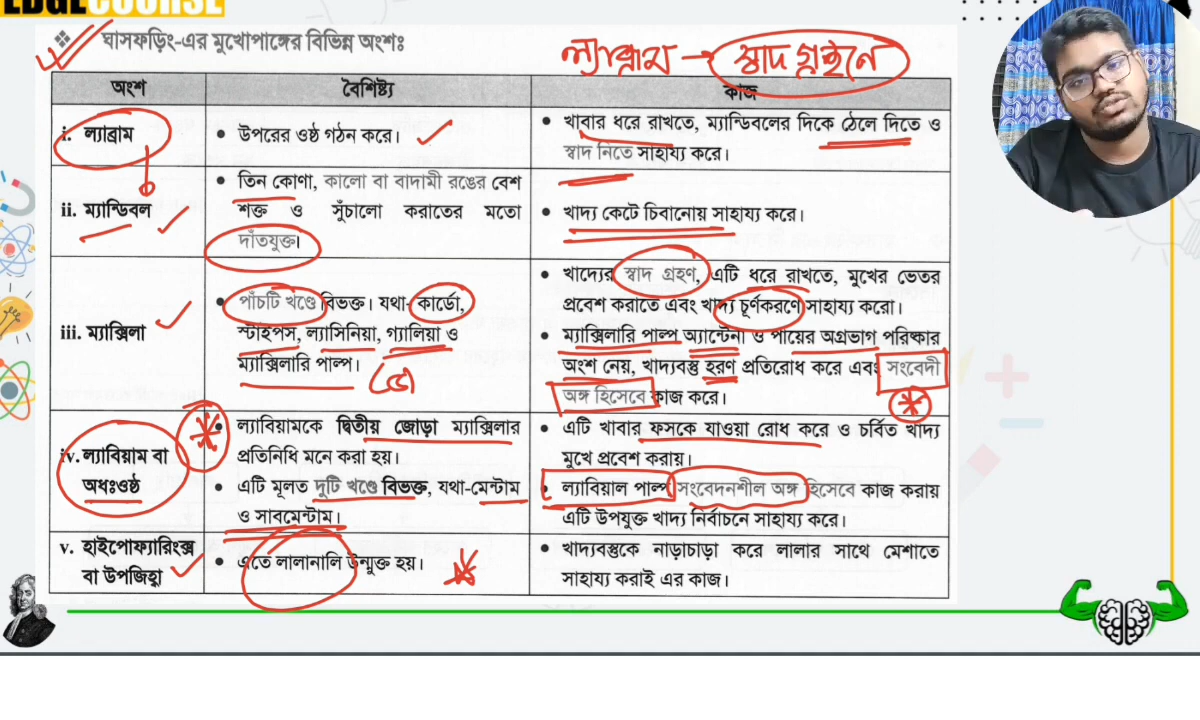 EDGECOURSE
❖ ঘাসফড়িং-এর মুখোপাঙ্গের বিভিন্ন অংশঃ
ল্যাব্রাম → স্বাদ গ্রহনে
অংশ
বৈশিষ্ট্য
কাজ
i. ল্যাব্রাম
• উপরের ওষ্ঠ গঠন করে।
• খাবার ধরে রাখতে, ম্যান্ডিবলের দিকে ঠেলে দিতে ও
স্বাদ নিতে সাহায্য করে।
ii. ম্যান্ডিবল
• তিন কোণা, কালো বা বাদামী রঙের বেশ
শক্ত ও সুঁচালো করাতের মতো
দাঁতযুক্ত।
• খাদ্য কেটে চিবানোয় সাহায্য করে।
iii. ম্যাক্সিলা
• পাঁচটি খণ্ডে বিভক্ত। যথা- কার্ডো,
স্টাইপস, ল্যাসিনিয়া, গ্যালিয়া ও
ম্যাক্সিলারি পাল্প।
• খাদ্যের স্বাদ গ্রহণ, এটি ধরে রাখতে, মুখের ভেতর
প্রবেশ করাতে এবং খাদ্য চূর্ণকরণে সাহায্য করো।
• ম্যাক্সিলারি পাল্প অ্যান্টেনা ও পায়ের অগ্রভাগ পরিষ্কার
অংশ নেয়, খাদ্যবস্তু হরণ প্রতিরোধ করে এবং সংবেদী
অঙ্গ হিসেবে কাজ করে।
iv. ল্যাবিয়াম বা
অধঃওষ্ঠ
• ল্যাবিয়ামকে দ্বিতীয় জোড়া ম্যাক্সিলার
প্রতিনিধি মনে করা হয়।
• এটি মূলত দুটি খণ্ডে বিভক্ত, যথা-মেন্টাম
ও সাবমেন্টাম।
• এটি খাবার ফসকে যাওয়া রোধ করে ও চর্বিত খাদ্য
মুখে প্রবেশ করায়।
• ল্যাবিয়াল পাল্প সংবেদনশীল অঙ্গ হিসেবে কাজ করায়
এটি উপযুক্ত খাদ্য নির্বাচনে সাহায্য করে।
v. হাইপোফ্যারিংক্স
বা উপজিহ্বা
• এতে লালানালি উন্মুক্ত হয়।
• খাদ্যবস্তুকে নাড়াচাড়া করে লালার সাথে মেশাতে
সাহায্য করাই এর কাজ।